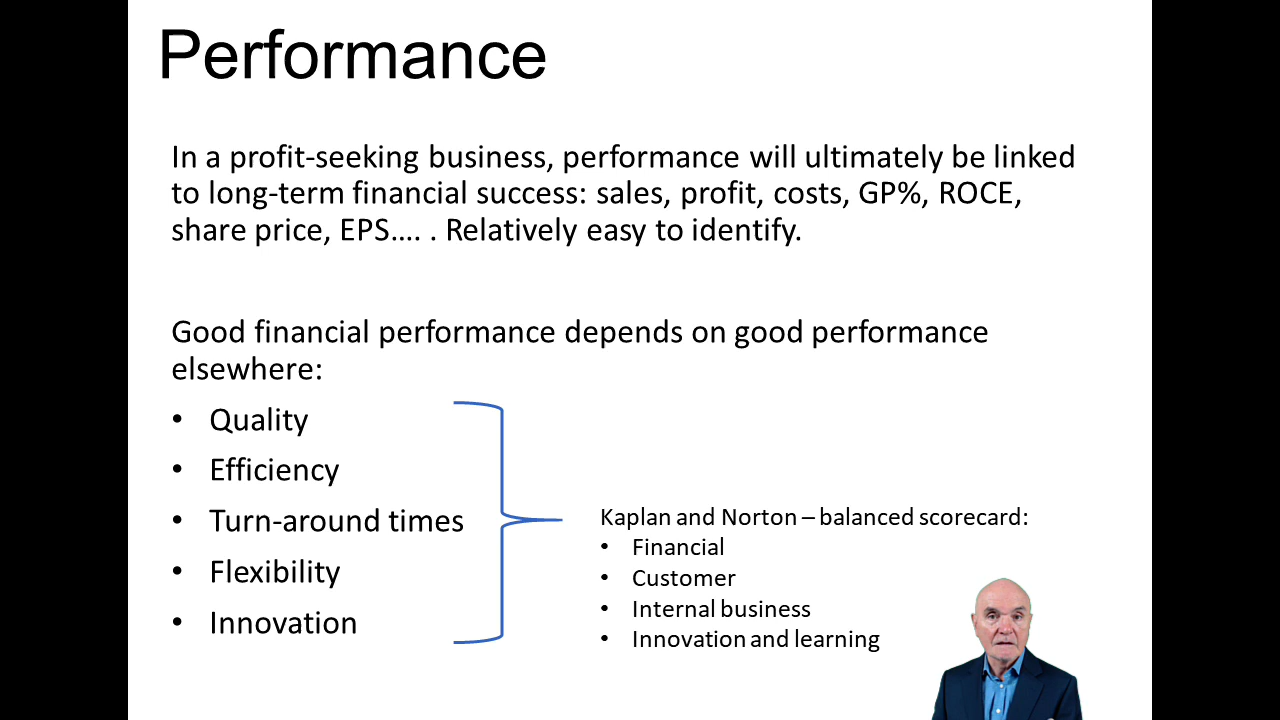 Performance
In a profit-seeking business, performance will ultimately be linked
to long-term financial success: sales, profit, costs, GP%, ROCE,
share price, EPS.... . Relatively easy to identify.
Good financial performance depends on good performance
elsewhere:
• Quality
• Efficiency
• Turn-around times
• Flexibility
• Innovation
Kaplan and Norton – balanced scorecard:
• Financial
• Customer
• Internal business
• Innovation and learning